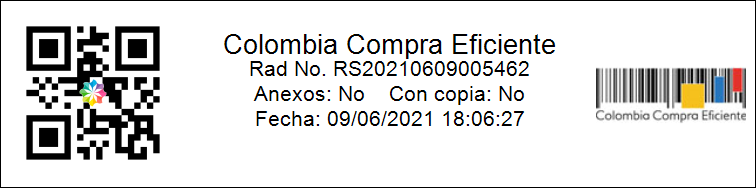 Colombia Compra Eficiente
Rad No. RS20210609005462
Anexos: No Con copia: No
Fecha: 09/06/2021 18:06:27
Colombia Compra Eficiente